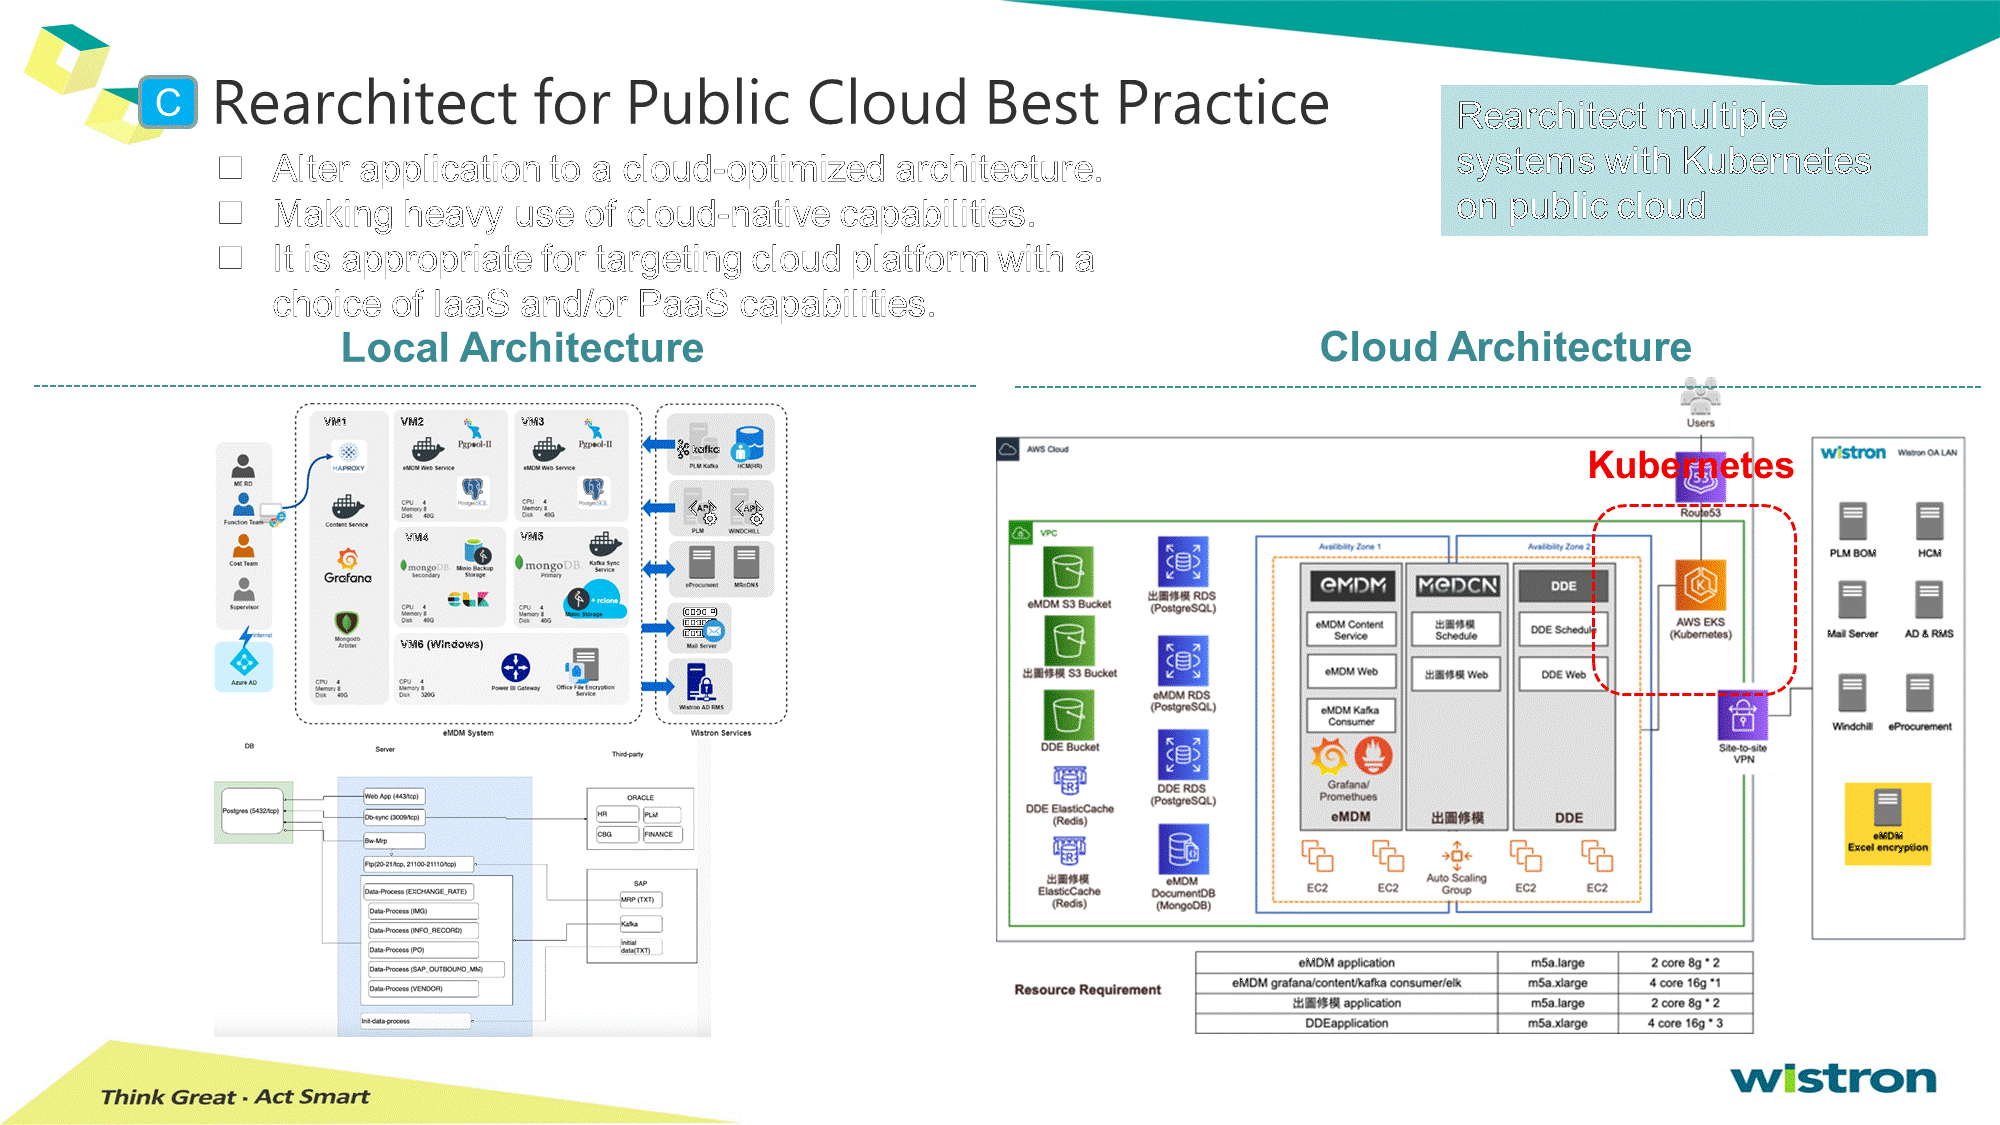 C Rearchitect for Public Cloud Best Practice
Alter application to a cloud-optimized architecture.
Making heavy use of cloud-native capabilities.
It is appropriate for targeting cloud platform with a
choice of IaaS and/or PaaS capabilities.
Rearchitect multiple
systems with Kubernetes
on public cloud
Local Architecture
ME RD
Function Team
Cost Team
Supervisor
Internet
Azure AD
VM1
HAPROXY
Content Service
Grafana
Mongodb
Arbiter
CPU 4
Memory 8
Disk 40G
VM2
Pgpool-II
eMDM Web Service
PostgreSQL
CPU 4
Memory 8
Disk 40G
VM3
Pgpool-II
eMDM Web Service
PostgreSQL
CPU 4
Memory 8
Disk 40G
VM4
mongoDB
Secondary
Minio Backup
Storage
CPU 4
Memory 8
Disk 40G
ELK
VM5
mongoDB
Primary
Kafka Sync
Service
CPU 4
Memory 8
Disk 40G
+ rclone
Minio Storage
VM6 (Windows)
Power BI Gateway
Office File Encryption
Service
CPU 4
Memory 8
Disk 320G
eMDM System
kafka
PLM Kafka
HCM(HR)
API
PLM
API
WINDCHILL
eProcument
MRnDNS
Mail Server
Wistron AD RMS
Wistron Services
DB
Server
Third-party
Postgres (5432/tcp)
Web App (443/tcp)
Db-sync (3009/tcp)
Bw-Mrp
Ftp(20-21/tcp, 21100-21110/tcp)
Data-Process (EXCHANGE_RATE)
Data-Process (IMG)
Data-Process (INFO_RECORD)
Data-Process (PO)
Data-Process (SAP_OUTBOUND_MM)
Data-Process (VENDOR)
Init-data-process
ORACLE
HR
PLM
CBG
FINANCE
SAP
MRP (TXT)
Kafka
Initial
data(TXT)
Cloud Architecture
Users
AWS Cloud
Kubernetes
53
Route53
VPC
eMDM S3 Bucket
出圖修模 S3 Bucket
DDE Bucket
DDE ElasticCache
(Redis)
出圖修模
ElasticCache
(Redis)
出圖修模 RDS
(PostgreSQL)
eMDM RDS
(PostgreSQL)
DDE RDS
(PostgreSQL)
eMDM
DocumentDB
(MongoDB)
Availibility Zone 1
Availibility Zone 2
eMDM
eMDM Content
Service
eMDM Web
eMDM Kafka
Consumer
Grafana/
Promethues
eMDM
MEDCN
出圖修模
Schedule
出圖修模 Web
出圖修模
DDE
DDE Schedule
DDE Web
DDE
EC2
EC2
Auto Scaling
Group
EC2
EC2
AWS EKS
(Kubernetes)
Site-to-site
VPN
wistron Wistron OA LAN
PLM BOM
HCM
Mail Server
AD & RMS
Windchill
eProcurement
eMDM
Excel encryption
Resource Requirement
eMDM application m5a.large 2 core 8g * 2
eMDM grafana/content/kafka consumer/elk m5a.xlarge 4 core 16g *1
出圖修模 application m5a.large 2 core 8g * 2
DDEapplication m5a.xlarge 4 core 16g * 3
Think Great · Act Smart
wistron